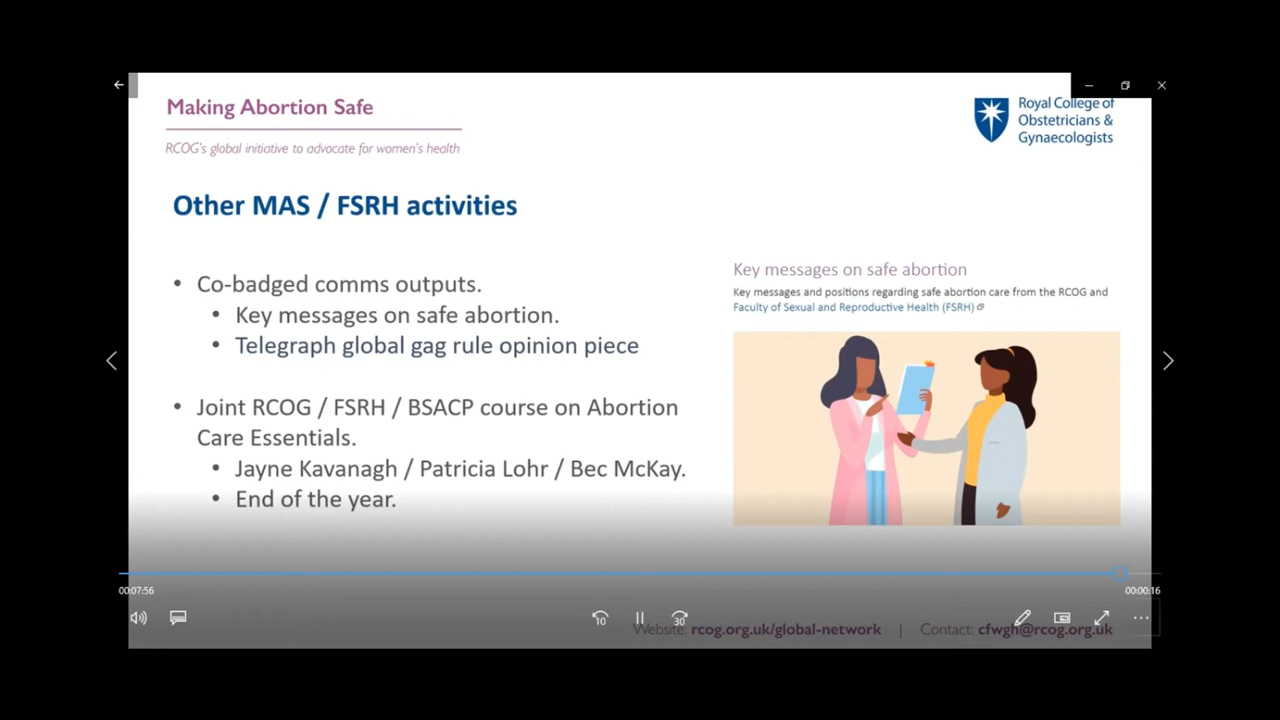 Making Abortion Safe
RCOG's global initiative to advocate for women's health
Royal College of
Obstetricians &
Gynaecologists
Other MAS / FSRH activities
• Co-badged comms outputs.
• Key messages on safe abortion.
• Telegraph global gag rule opinion piece
• Joint RCOG / FSRH / BSACP course on Abortion
Care Essentials.
• Jayne Kavanagh / Patricia Lohr / Bec McKay.
• End of the year.
Key messages on safe abortion
Key messages and positions regarding safe abortion care from the RCOG and
Faculty of Sexual and Reproductive Health (FSRH)
00:07:56
00:00:16
10
30
Website: rcog.org.uk/global-network | Contact: cfwgh@rcog.org.uk